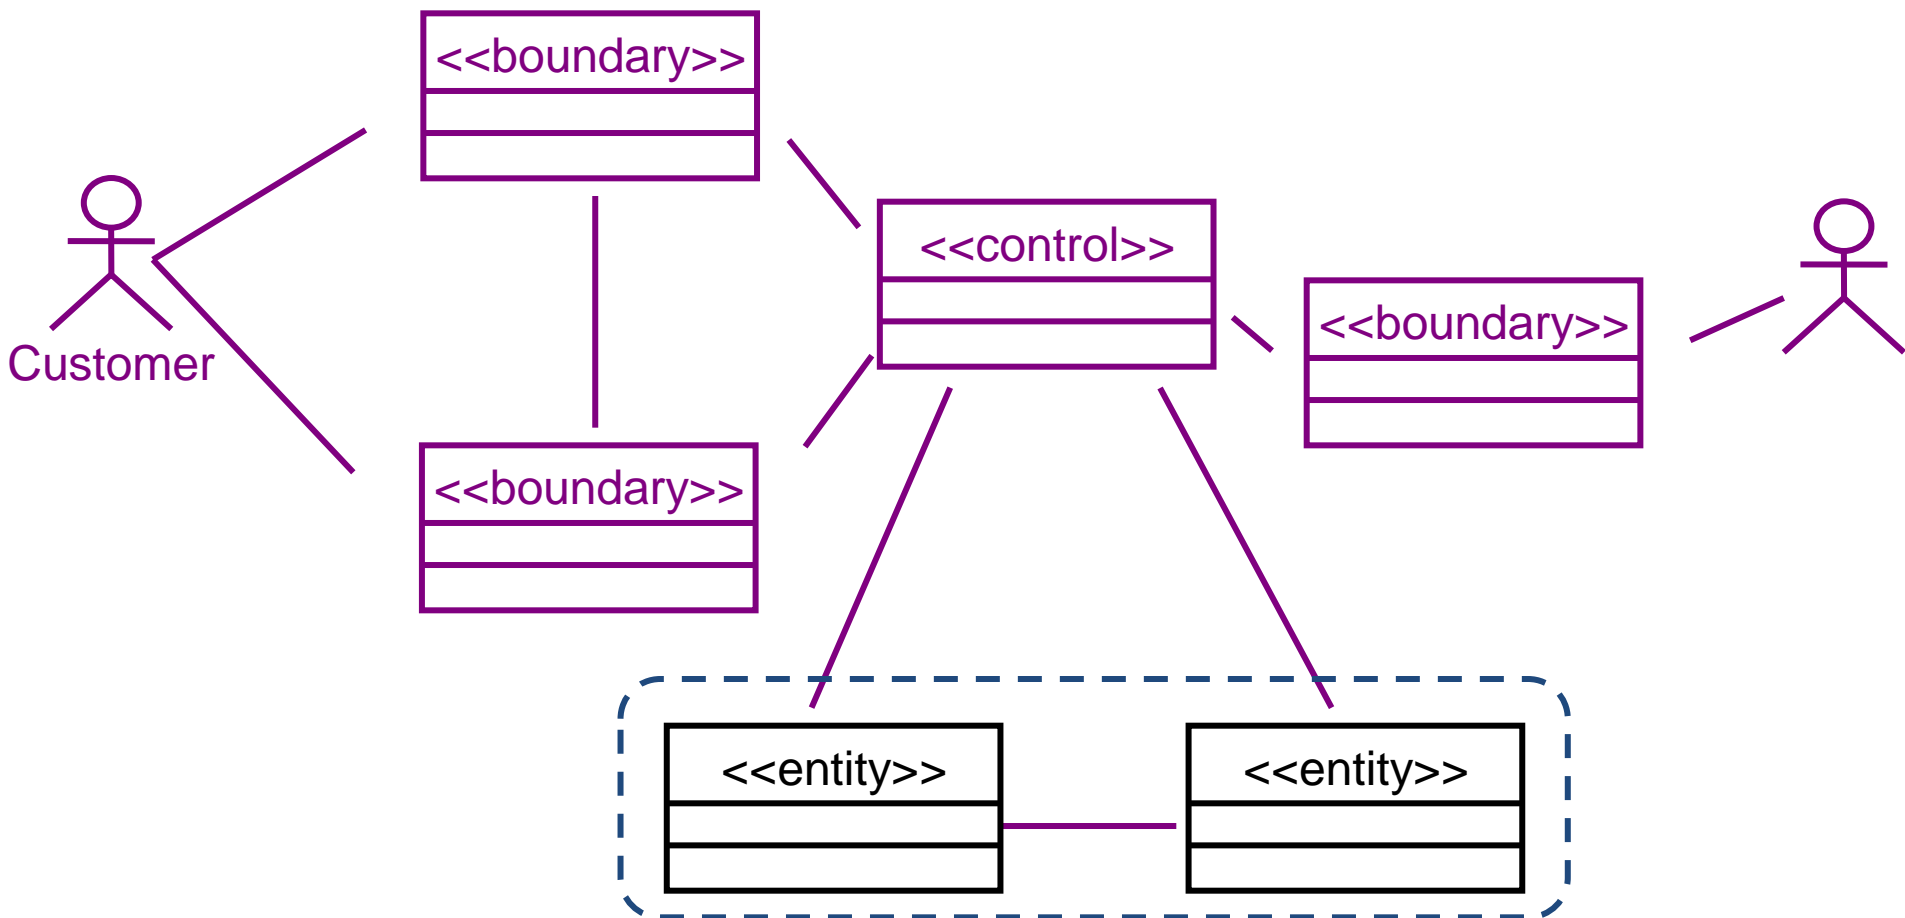 <<boundary>>
<<control>>
<<boundary>>
Customer
<<boundary>>
<<entity>>
<<entity>>